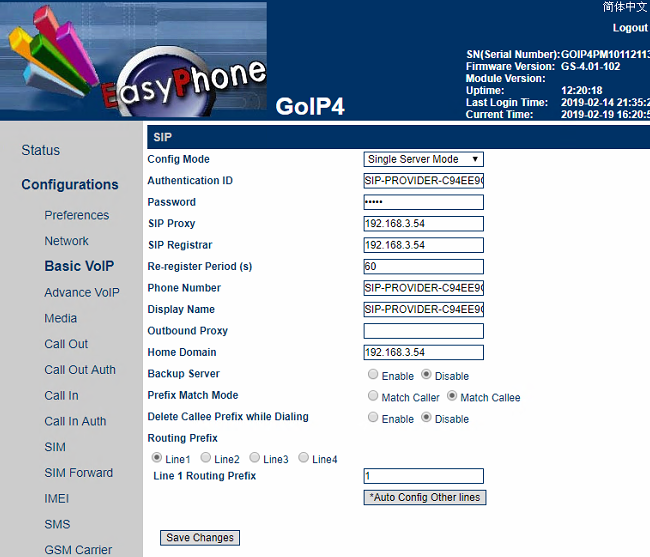 简体中文
Logout
EasyPhone
GoIP4
SN(Serial Number):GOIP4PM10112113
Firmware Version: GS-4.01-102
Module Version:
Uptime: 12:20:18
Last Login Time: 2019-02-14 21:35:2
Current Time: 2019-02-19 16:20:5
Status
Configurations
Preferences
Network
Basic VoIP
Advance VoIP
Media
Call Out
Call Out Auth
Call In
Call In Auth
SIM
SIM Forward
IMEI
SMS
GSM Carrier
SIP
Config Mode Single Server Mode
Authentication ID SIP-PROVIDER-C94EE9
Password •••••
SIP Proxy 192.168.3.54
SIP Registrar 192.168.3.54
Re-register Period (s) 60
Phone Number SIP-PROVIDER-C94EE9
Display Name SIP-PROVIDER-C94EE9
Outbound Proxy
Home Domain 192.168.3.54
Backup Server Enable Disable
Prefix Match Mode Match Caller Match Callee
Delete Callee Prefix while Dialing Enable Disable
Routing Prefix
Line1 Line2 Line3 Line4
Line 1 Routing Prefix 1
*Auto Config Other lines
Save Changes